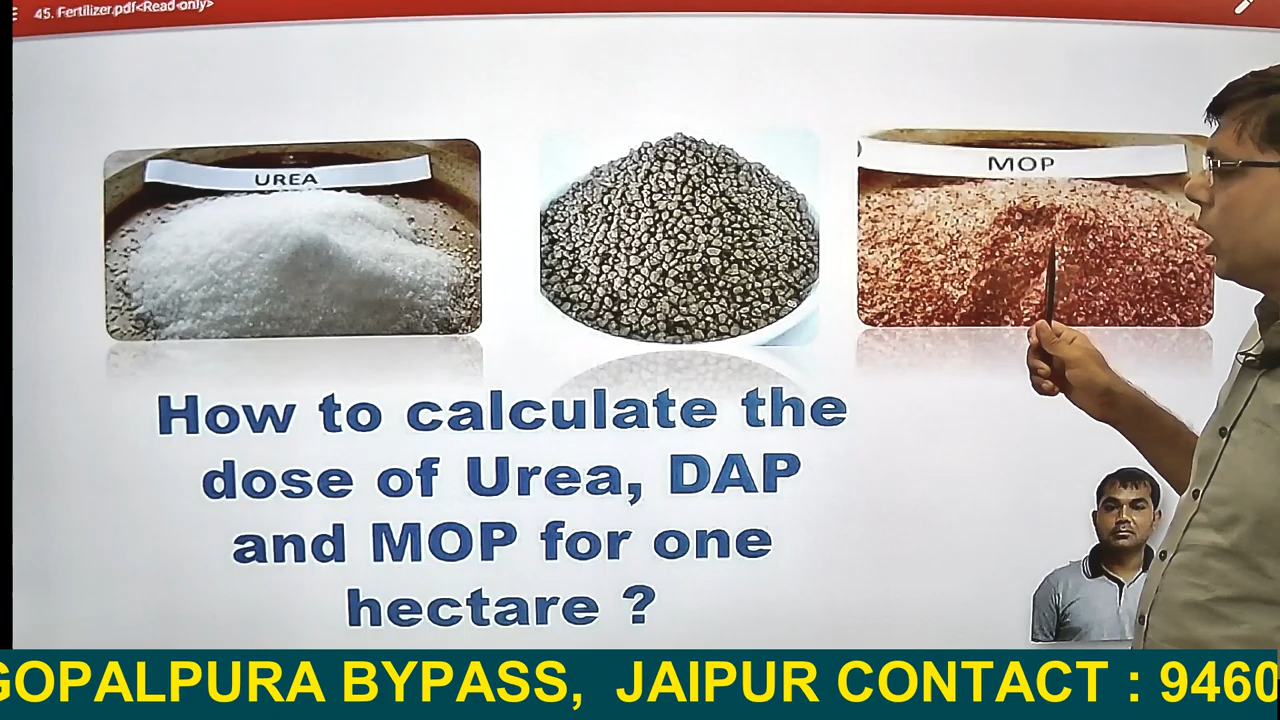 45. Fertilizer.pdf<Read-only>
UREA
MOP
How to calculate the
dose of Urea, DAP
and MOP for one
hectare ?
GOPALPURA BYPASS, JAIPUR CONTACT : 9460